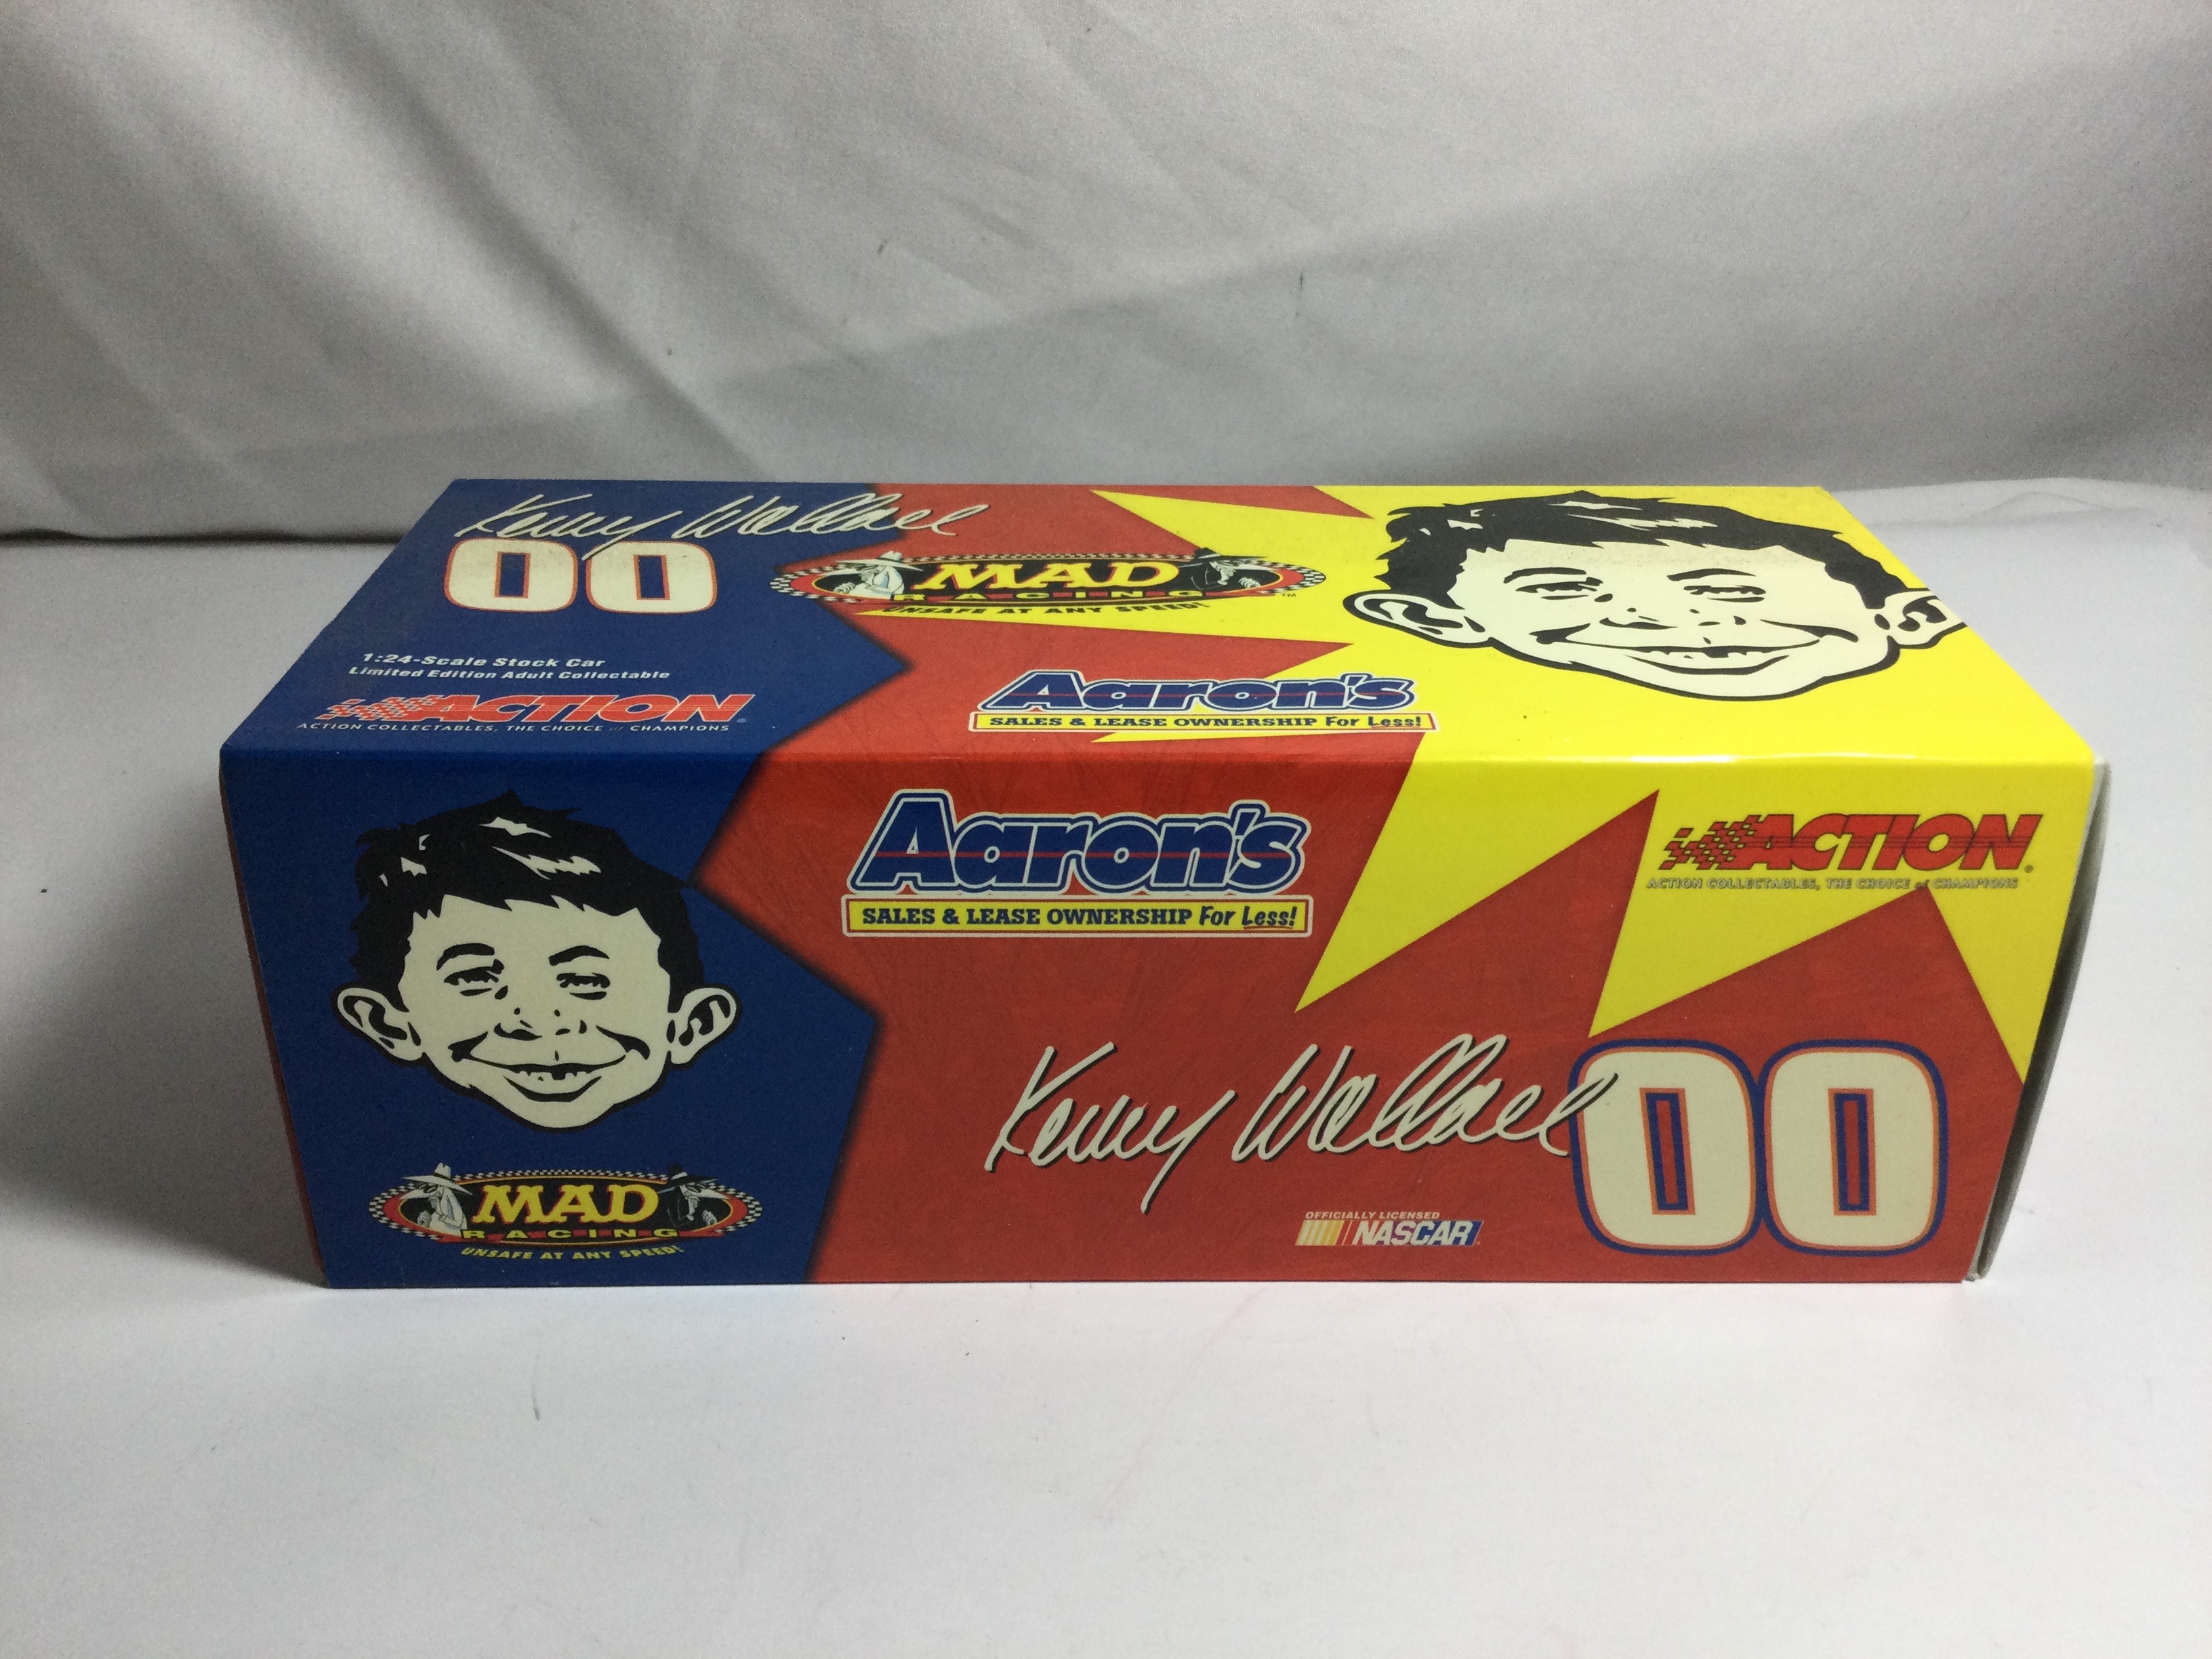 Kenny Wallace
00
MAD
RACING
UNSAFE AT ANY SPEED!
TM
1:24-Scale Stock Car
Limited Edition Adult Collectable
ACTION®
ACTION COLLECTABLES, THE CHOICE of CHAMPIONS
Aaron's
SALES & LEASE OWNERSHIP For Less!
Aaron's
SALES & LEASE OWNERSHIP For Less!
ACTION®
ACTION COLLECTABLES, THE CHOICE of CHAMPIONS
Kenny Wallace
00
MAD
RACING
UNSAFE AT ANY SPEED!
OFFICIALLY LICENSED
NASCAR